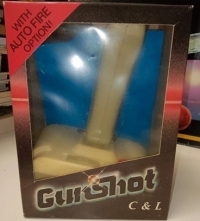 WITH
AUTO FIRE
OPTION!
GunShot
C & L